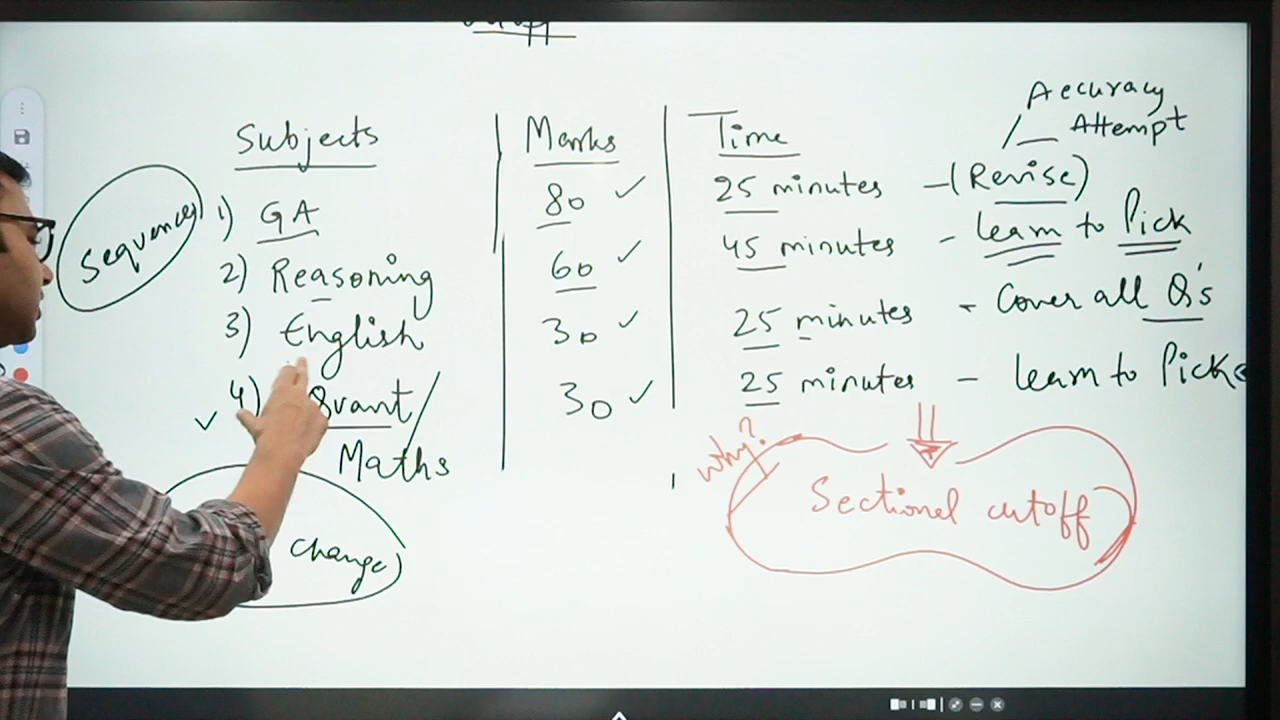 cutoff
Subjects Marks Time Accuracy
Attempt
1) GA 80 ✓ 25 minutes - (Revise)
2) Reasoning 60 ✓ 45 minutes - learn to Pick
3) English 30 ✓ 25 minutes - Cover all Q's
✓ 4) Quant/ 30 ✓ 25 minutes - learn to Pick
Maths
Sequence
change
Why?
Sectional cutoff